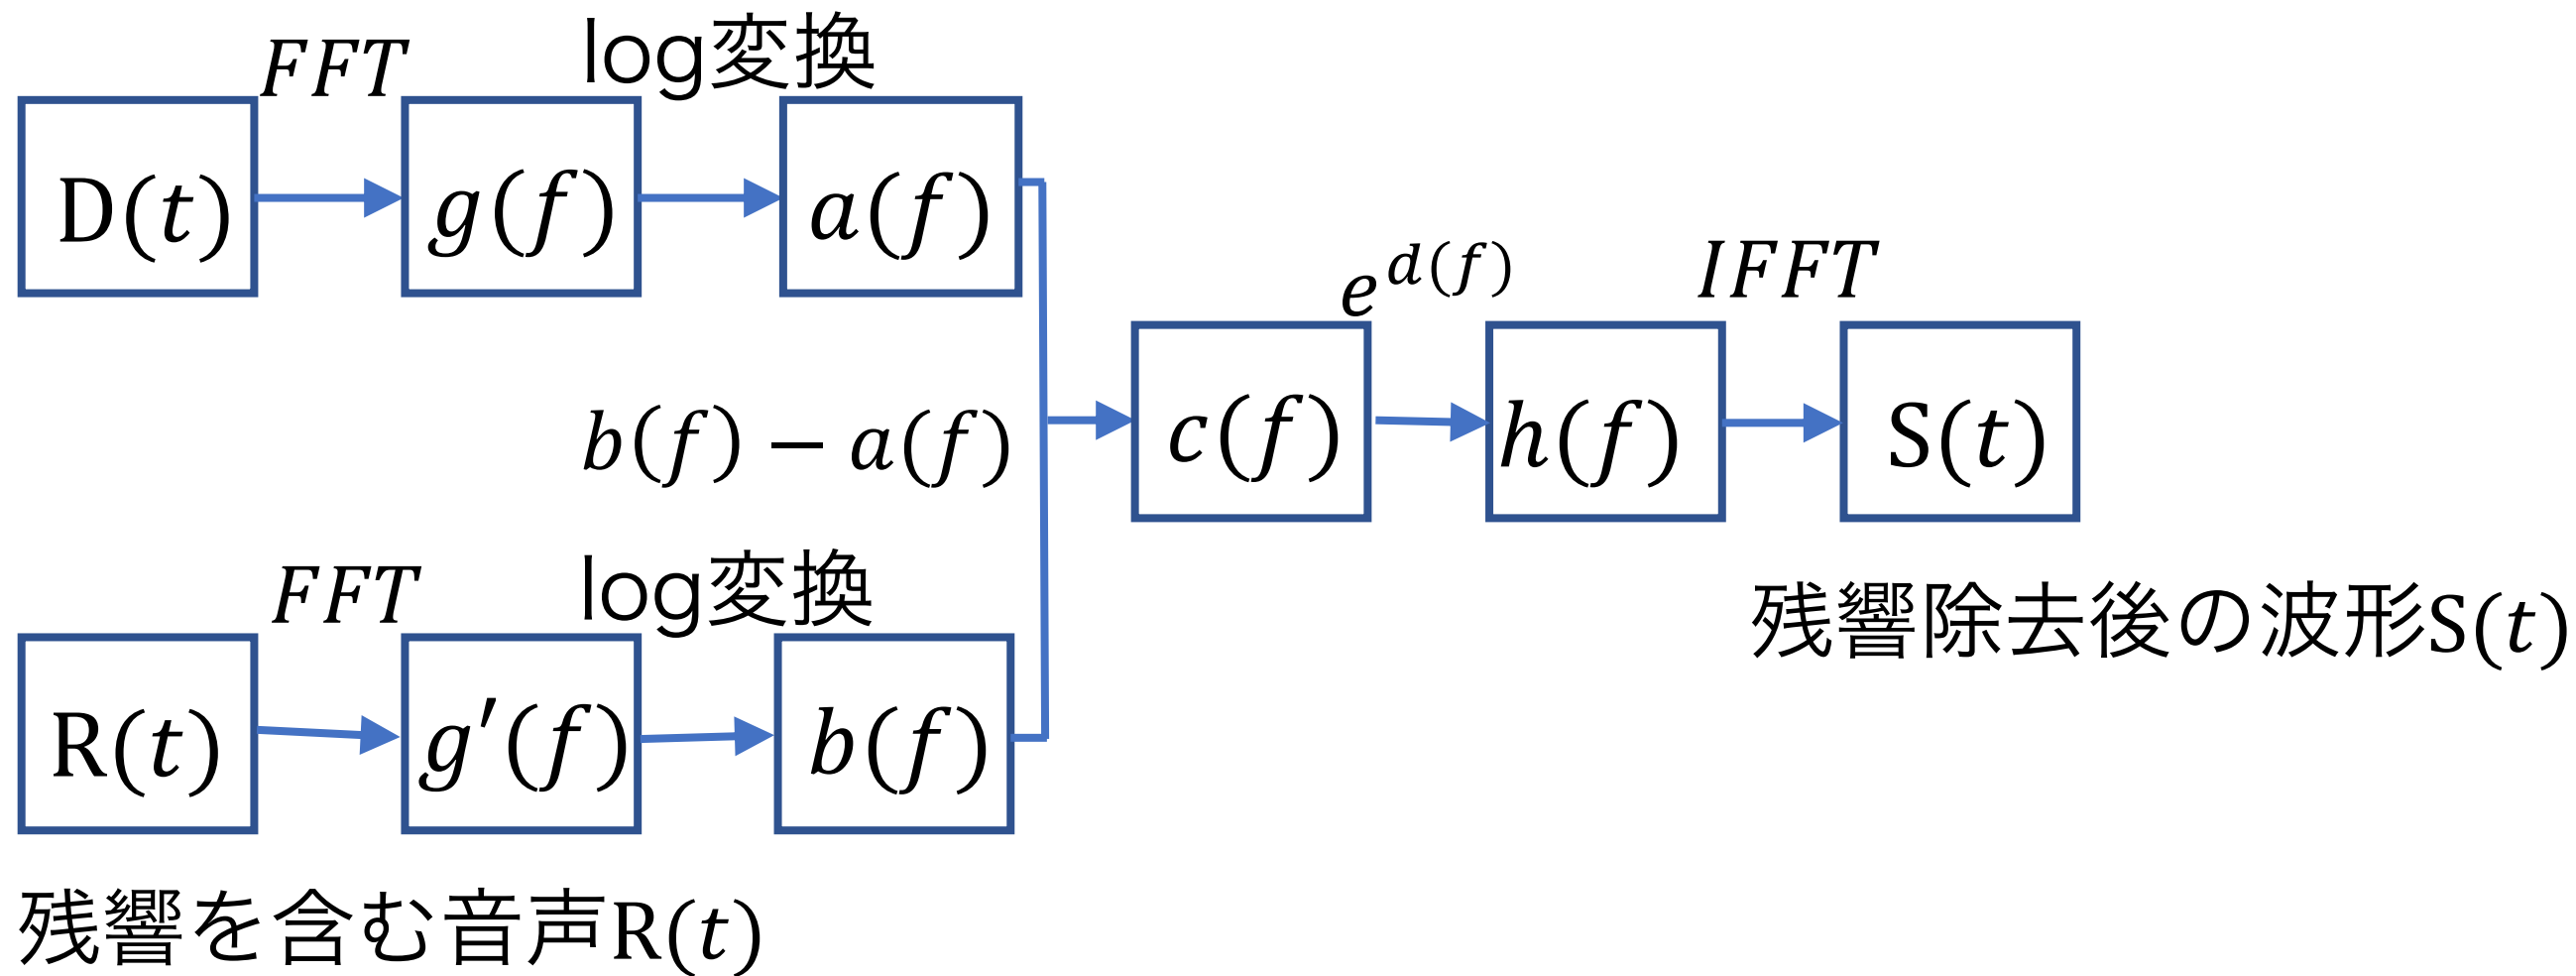 FFT
log変換
D(t)
g(f)
a(f)
e^{d(f)}
IFFT
b(f) − a(f)
c(f)
h(f)
S(t)
FFT
log変換
残響除去後の波形S(t)
R(t)
g′(f)
b(f)
残響を含む音声R(t)